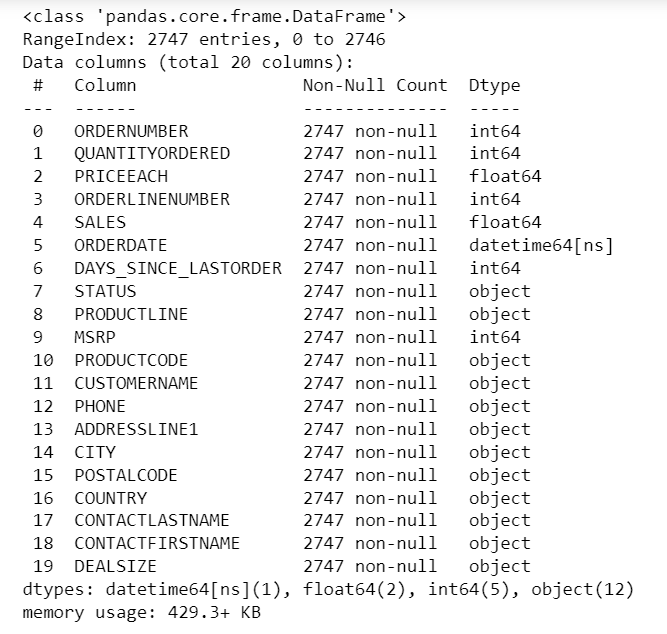 <class 'pandas.core.frame.DataFrame'>
RangeIndex: 2747 entries, 0 to 2746
Data columns (total 20 columns):
 #   Column               Non-Null Count  Dtype
---  ------               --------------  -----
 0   ORDERNUMBER          2747 non-null   int64
 1   QUANTITYORDERED      2747 non-null   int64
 2   PRICEEACH            2747 non-null   float64
 3   ORDERLINENUMBER      2747 non-null   int64
 4   SALES                2747 non-null   float64
 5   ORDERDATE            2747 non-null   datetime64[ns]
 6   DAYS_SINCE_LASTORDER 2747 non-null   int64
 7   STATUS               2747 non-null   object
 8   PRODUCTLINE          2747 non-null   object
 9   MSRP                 2747 non-null   int64
 10  PRODUCTCODE          2747 non-null   object
 11  CUSTOMERNAME         2747 non-null   object
 12  PHONE                2747 non-null   object
 13  ADDRESSLINE1         2747 non-null   object
 14  CITY                 2747 non-null   object
 15  POSTALCODE           2747 non-null   object
 16  COUNTRY              2747 non-null   object
 17  CONTACTLASTNAME      2747 non-null   object
 18  CONTACTFIRSTNAME     2747 non-null   object
 19  DEALSIZE             2747 non-null   object
dtypes: datetime64[ns](1), float64(2), int64(5), object(12)
memory usage: 429.3+ KB